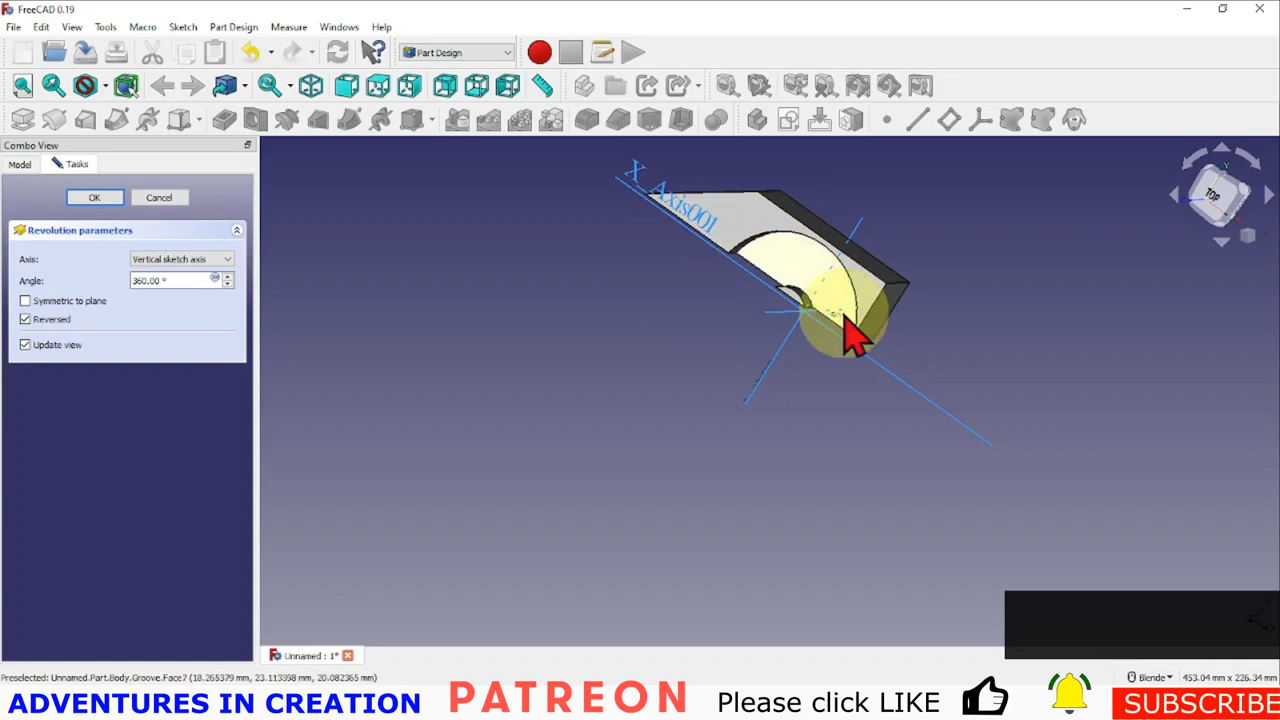 FreeCAD 0.19
File Edit View Tools Macro Sketch Part Design Measure Windows Help
Part Design
Combo View
Model Tasks
OK Cancel
Revolution parameters
Axis: Vertical sketch axis
Angle: 360.00 °
Symmetric to plane
Reversed
Update view
X_Axis001
TOP
Unnamed : 1*
Preselected: Unnamed.Part.Body.Groove.Face7 (18.265379 mm, 23.113398 mm, 20.082365 mm)
Blende 453.04 mm x 226.34 mm
ADVENTURES IN CREATION PATREON Please click LIKE SUBSCRIBE